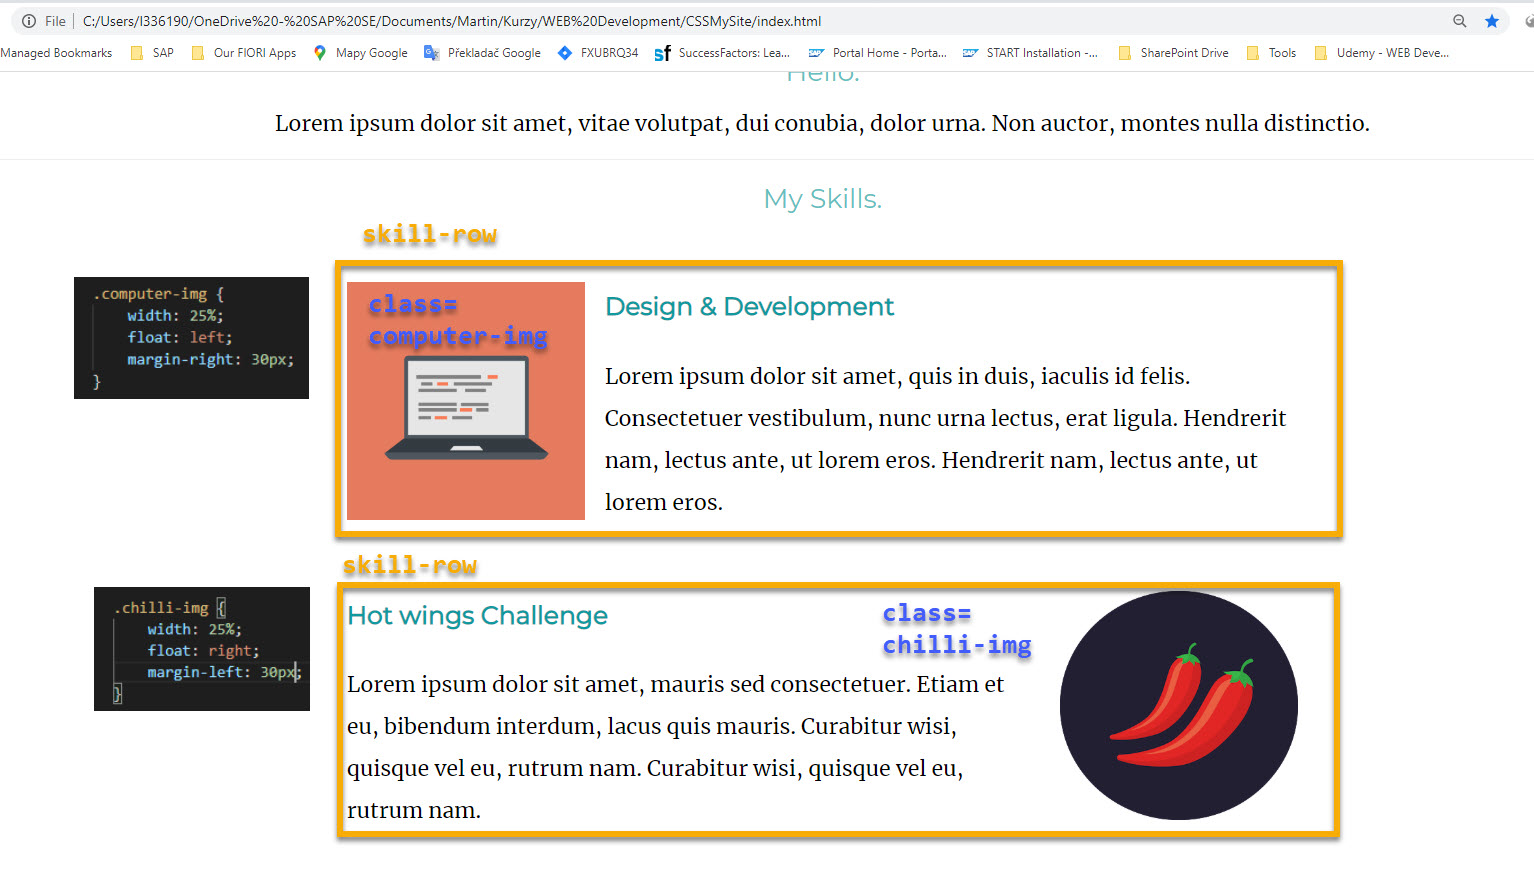 File C:/Users/I336190/OneDrive%20-%20SAP%20SE/Documents/Martin/Kurzy/WEB%20Development/CSSMySite/index.html
Managed Bookmarks SAP Our FIORI Apps Mapy Google Překladač Google FXUBRQ34 SuccessFactors: Lea... Portal Home - Porta... START Installation -... SharePoint Drive Tools Udemy - WEB Deve...
Hello.
Lorem ipsum dolor sit amet, vitae volutpat, dui conubia, dolor urna. Non auctor, montes nulla distinctio.
My Skills.
skill-row
.computer-img {
width: 25%;
float: left;
margin-right: 30px;
}
class=
computer-img
Design & Development
Lorem ipsum dolor sit amet, quis in duis, iaculis id felis.
Consectetuer vestibulum, nunc urna lectus, erat ligula. Hendrerit
nam, lectus ante, ut lorem eros. Hendrerit nam, lectus ante, ut
lorem eros.
skill-row
.chilli-img {
width: 25%;
float: right;
margin-left: 30px;
}
Hot wings Challenge
class=
chilli-img
Lorem ipsum dolor sit amet, mauris sed consectetuer. Etiam et
eu, bibendum interdum, lacus quis mauris. Curabitur wisi,
quisque vel eu, rutrum nam. Curabitur wisi, quisque vel eu,
rutrum nam.